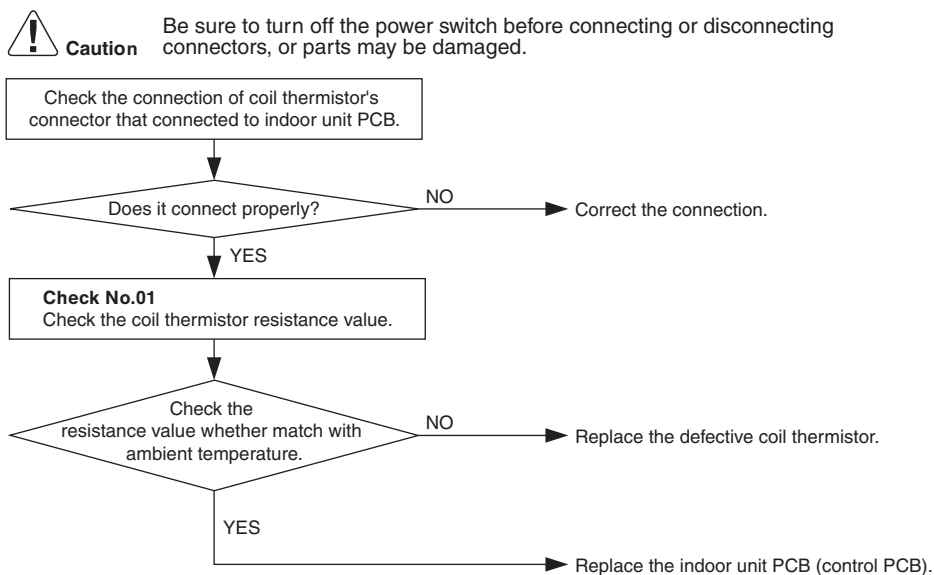 Be sure to turn off the power switch before connecting or disconnecting
Caution connectors, or parts may be damaged.
Check the connection of coil thermistor's
connector that connected to indoor unit PCB.
Does it connect properly?
NO
Correct the connection.
YES
Check No.01
Check the coil thermistor resistance value.
Check the
resistance value whether match with
ambient temperature.
NO
Replace the defective coil thermistor.
YES
Replace the indoor unit PCB (control PCB).